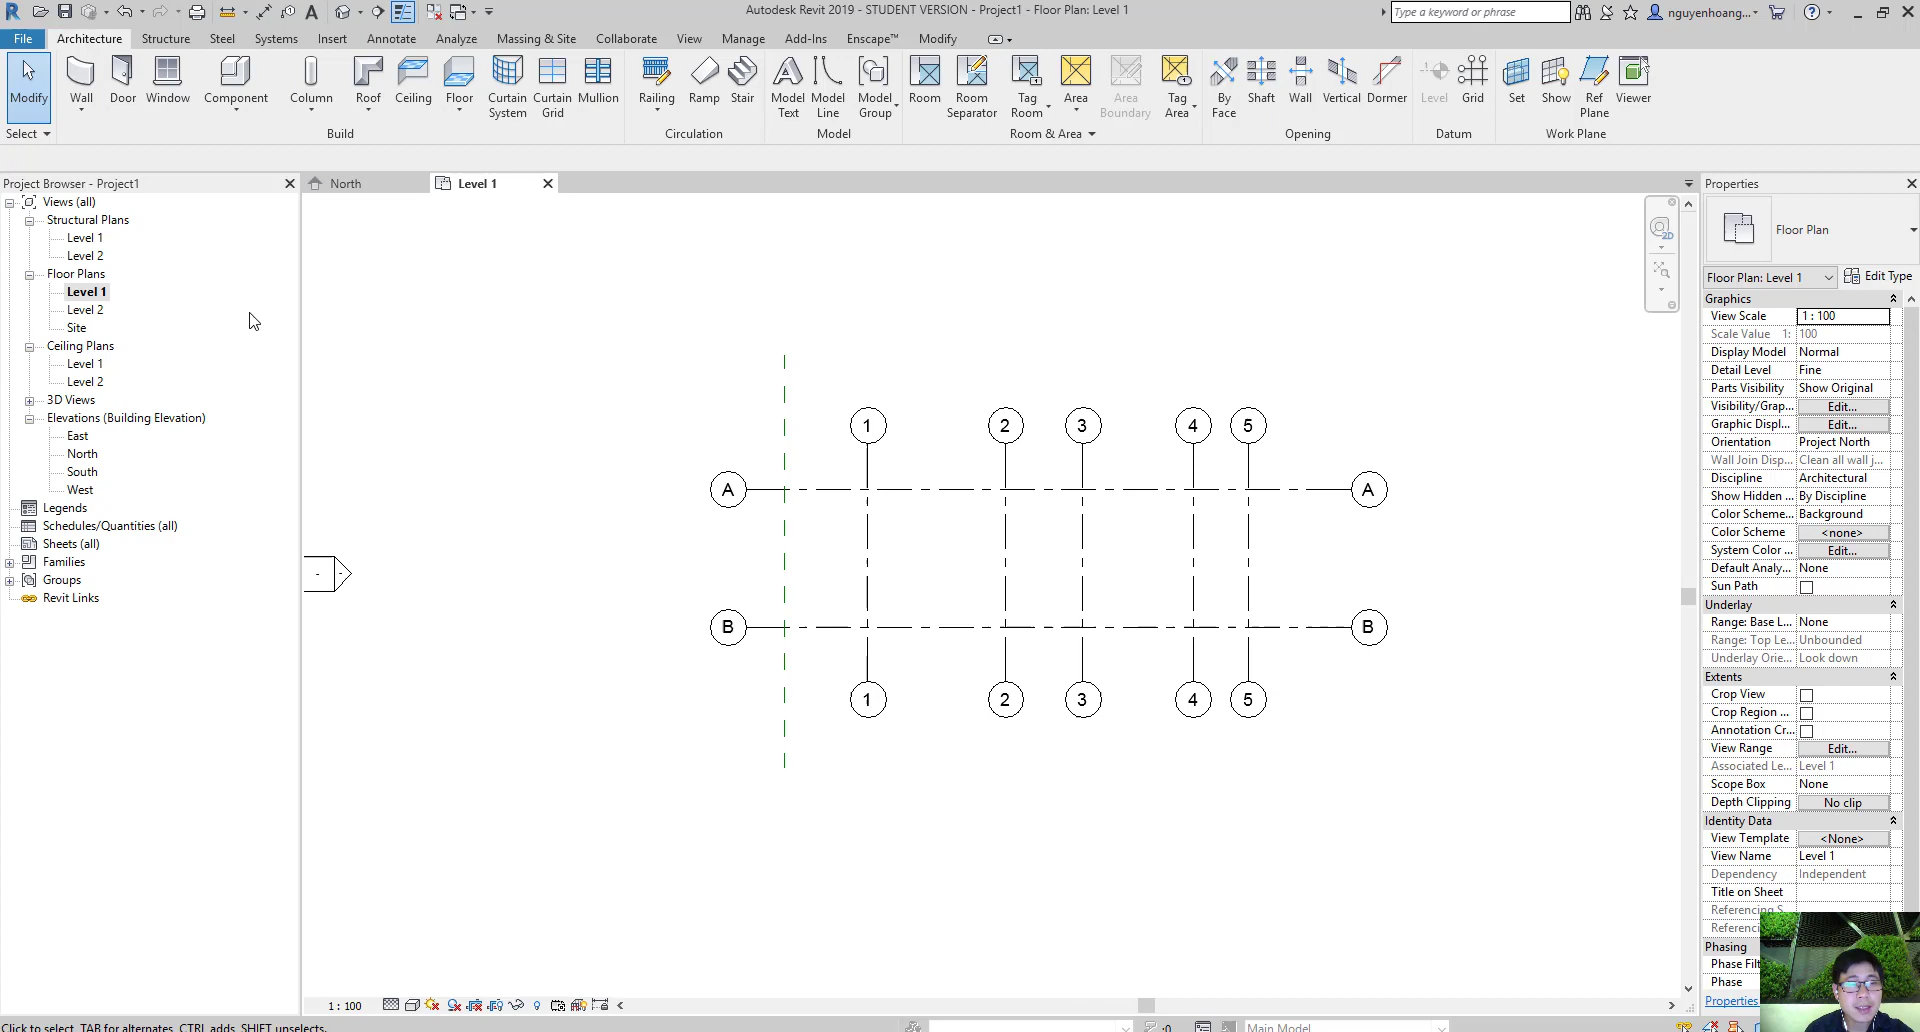 Autodesk Revit 2019 - STUDENT VERSION - Project1 - Floor Plan: Level 1
Type a keyword or phrase
nguyenhoang...
File Architecture Structure Steel Systems Insert Annotate Analyze Massing & Site Collaborate View Manage Add-Ins Enscape™ Modify
Modify Wall Door Window Component Column Roof Ceiling Floor Curtain System Curtain Grid Mullion Railing Ramp Stair Model Text Model Line Model Group Room Room Separator Tag Room Area Area Boundary Tag Area By Face Shaft Wall Vertical Dormer Level Grid Set Show Ref Plane Viewer
Select Build Circulation Model Room & Area Opening Datum Work Plane
Project Browser - Project1
Views (all)
Structural Plans
Level 1
Level 2
Floor Plans
Level 1
Level 2
Site
Ceiling Plans
Level 1
Level 2
3D Views
Elevations (Building Elevation)
East
North
South
West
Legends
Schedules/Quantities (all)
Sheets (all)
Families
Groups
Revit Links
North
Level 1
2D
1 2 3 4 5
A A
B B
1 2 3 4 5
1 : 100
Properties
Floor Plan
Floor Plan: Level 1 Edit Type
Graphics
View Scale 1 : 100
Scale Value 1: 100
Display Model Normal
Detail Level Fine
Parts Visibility Show Original
Visibility/Grap... Edit...
Graphic Displ... Edit...
Orientation Project North
Wall Join Disp... Clean all wall j...
Discipline Architectural
Show Hidden ... By Discipline
Color Scheme... Background
Color Scheme <none>
System Color ... Edit...
Default Analy... None
Sun Path
Underlay
Range: Base L... None
Range: Top Le... Unbounded
Underlay Orie... Look down
Extents
Crop View
Crop Region ...
Annotation Cr...
View Range Edit...
Associated Le... Level 1
Scope Box None
Depth Clipping No clip
Identity Data
View Template <None>
View Name Level 1
Dependency Independent
Title on Sheet
Referencing S
Referenci
Phasing
Phase Filt
Phase
Properties
Click to select, TAB for alternates, CTRL adds, SHIFT unselects.
:0
Main Model